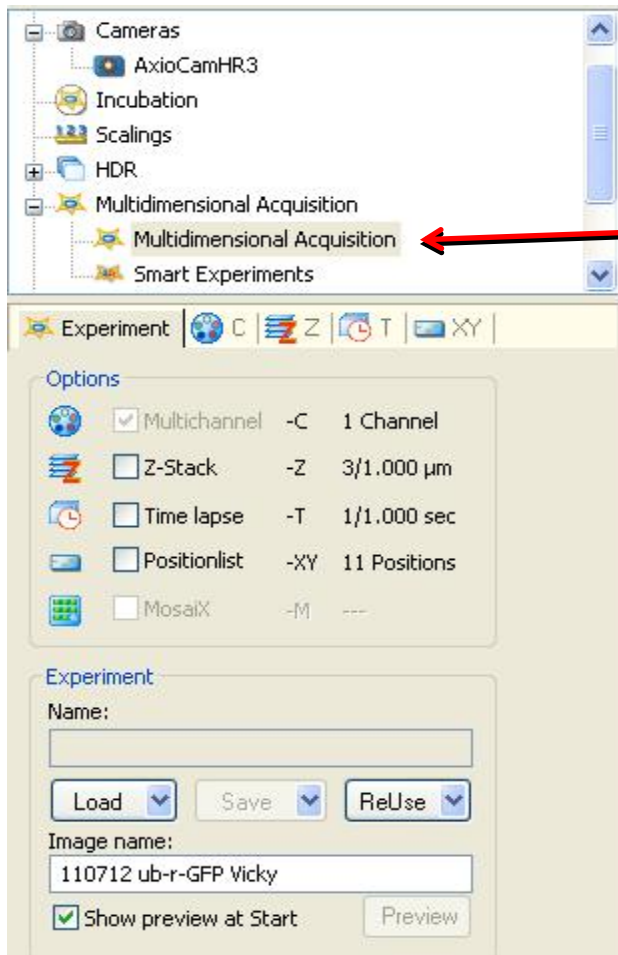 Cameras
AxioCamHR3
Incubation
123 Scalings
HDR
Multidimensional Acquisition
Multidimensional Acquisition
Smart Experiments
Experiment C Z T XY
Options
Multichannel -C 1 Channel
Z Z-Stack -Z 3/1.000 µm
Time lapse -T 1/1.000 sec
Positionlist -XY 11 Positions
MosaiX -M ---
Experiment
Name:
Load Save ReUse
Image name:
110712 ub-r-GFP Vicky
Show preview at Start Preview